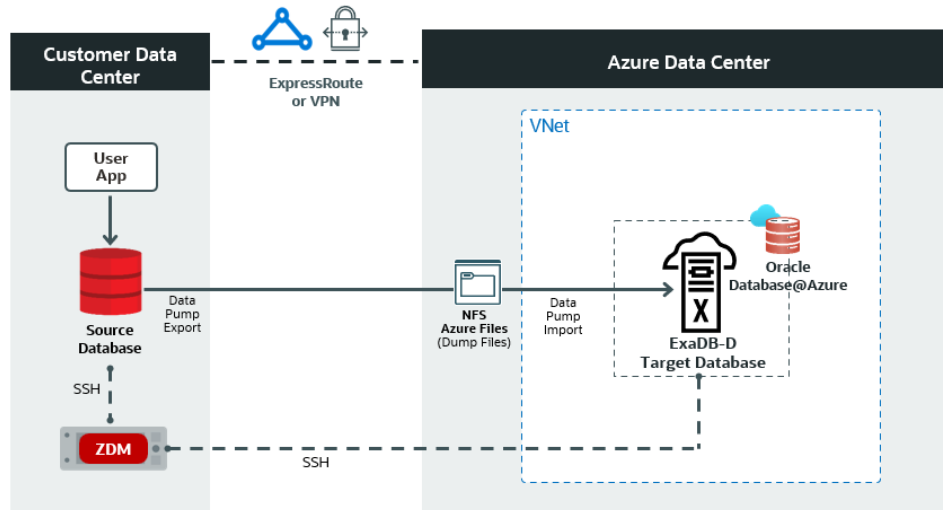 Customer Data
Center
ExpressRoute
or VPN
Azure Data Center
VNet
User
App
Source
Database
Data
Pump
Export
NFS
Azure Files
(Dump Files)
Data
Pump
Import
Oracle
Database@Azure
X
ExaDB-D
Target Database
SSH
ZDM
SSH